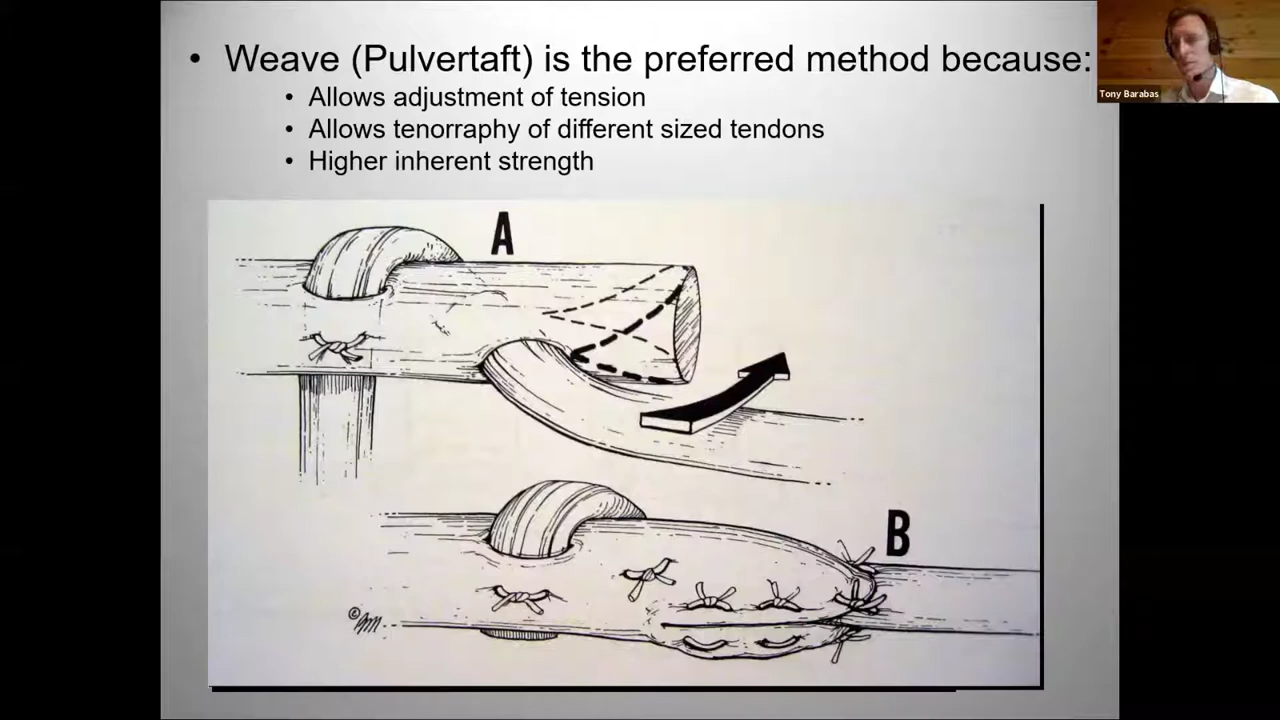 • Weave (Pulvertaft) is the preferred method because:
• Allows adjustment of tension
• Allows tenorraphy of different sized tendons
• Higher inherent strength
Tony Barabas
A
B